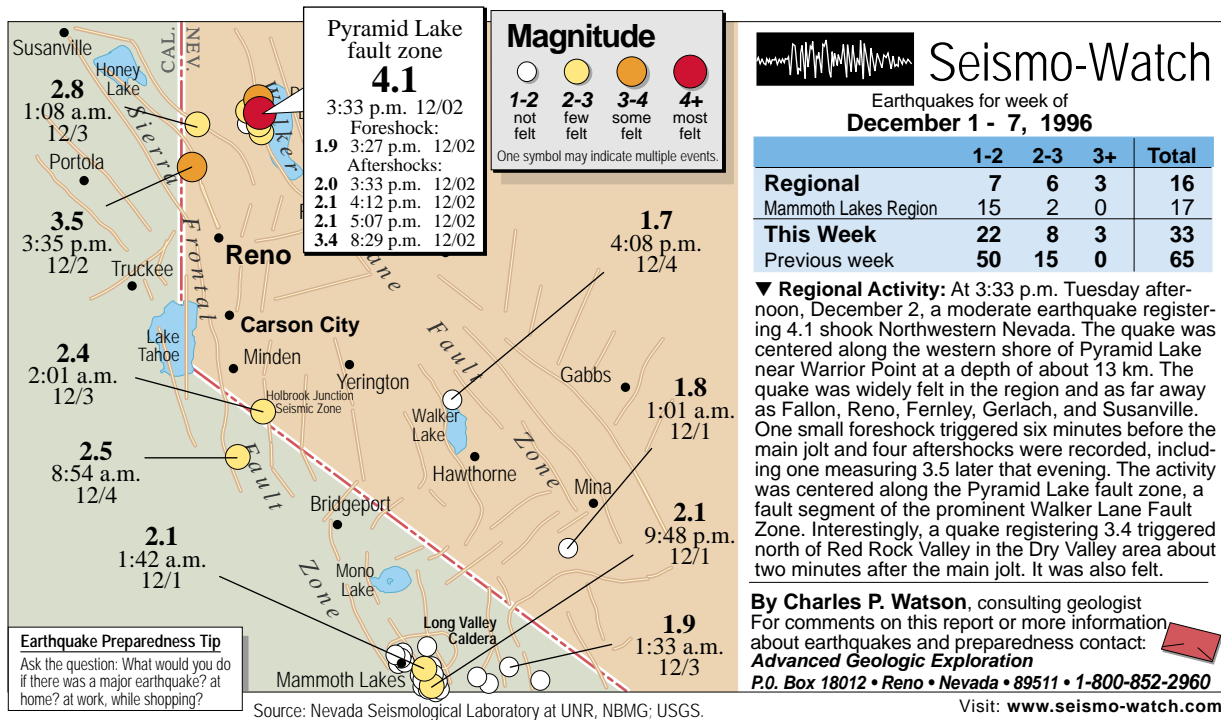 Susanville
CAL.
NEV.
Honey
Lake
2.8
1:08 a.m.
12/3
Sierra
Portola
3.5
3:35 p.m.
12/2
Truckee
Frontal
Reno
Lake
Tahoe
Carson City
Minden
Yerington
2.4
2:01 a.m.
12/3
Holbrook Junction
Seismic Zone
2.5
8:54 a.m.
12/4
Fault
Bridgeport
2.1
1:42 a.m.
12/1
Zone
Mono
Lake
Long Valley
Caldera
Mammoth Lakes
Earthquake Preparedness Tip
Ask the question: What would you do
if there was a major earthquake? at
home? at work, while shopping?
Source: Nevada Seismological Laboratory at UNR, NBMG; USGS.
Pyramid Lake
fault zone
4.1
3:33 p.m. 12/02
Foreshock:
1.9 3:27 p.m. 12/02
Aftershocks:
2.0 3:33 p.m. 12/02
2.1 4:12 p.m. 12/02
2.1 5:07 p.m. 12/02
3.4 8:29 p.m. 12/02
Walker
Fault
Zone
Magnitude
1-2 2-3 3-4 4+
not few some most
felt felt felt felt
One symbol may indicate multiple events.
1.7
4:08 p.m.
12/4
Gabbs
Walker
Lake
Hawthorne
Mina
1.8
1:01 a.m.
12/1
2.1
9:48 p.m.
12/1
1.9
1:33 a.m.
12/3
Seismo-Watch
Earthquakes for week of
December 1 - 7, 1996
1-2 2-3 3+ Total
Regional 7 6 3 16
Mammoth Lakes Region 15 2 0 17
This Week 22 8 3 33
Previous week 50 15 0 65
▼ Regional Activity: At 3:33 p.m. Tuesday after-
noon, December 2, a moderate earthquake register-
ing 4.1 shook Northwestern Nevada. The quake was
centered along the western shore of Pyramid Lake
near Warrior Point at a depth of about 13 km. The
quake was widely felt in the region and as far away
as Fallon, Reno, Fernley, Gerlach, and Susanville.
One small foreshock triggered six minutes before the
main jolt and four aftershocks were recorded, includ-
ing one measuring 3.5 later that evening. The activity
was centered along the Pyramid Lake fault zone, a
fault segment of the prominent Walker Lane Fault
Zone. Interestingly, a quake registering 3.4 triggered
north of Red Rock Valley in the Dry Valley area about
two minutes after the main jolt. It was also felt.
By Charles P. Watson, consulting geologist
For comments on this report or more information
about earthquakes and preparedness contact:
Advanced Geologic Exploration
P.O. Box 18012 • Reno • Nevada • 89511 • 1-800-852-2960
Visit: www.seismo-watch.com